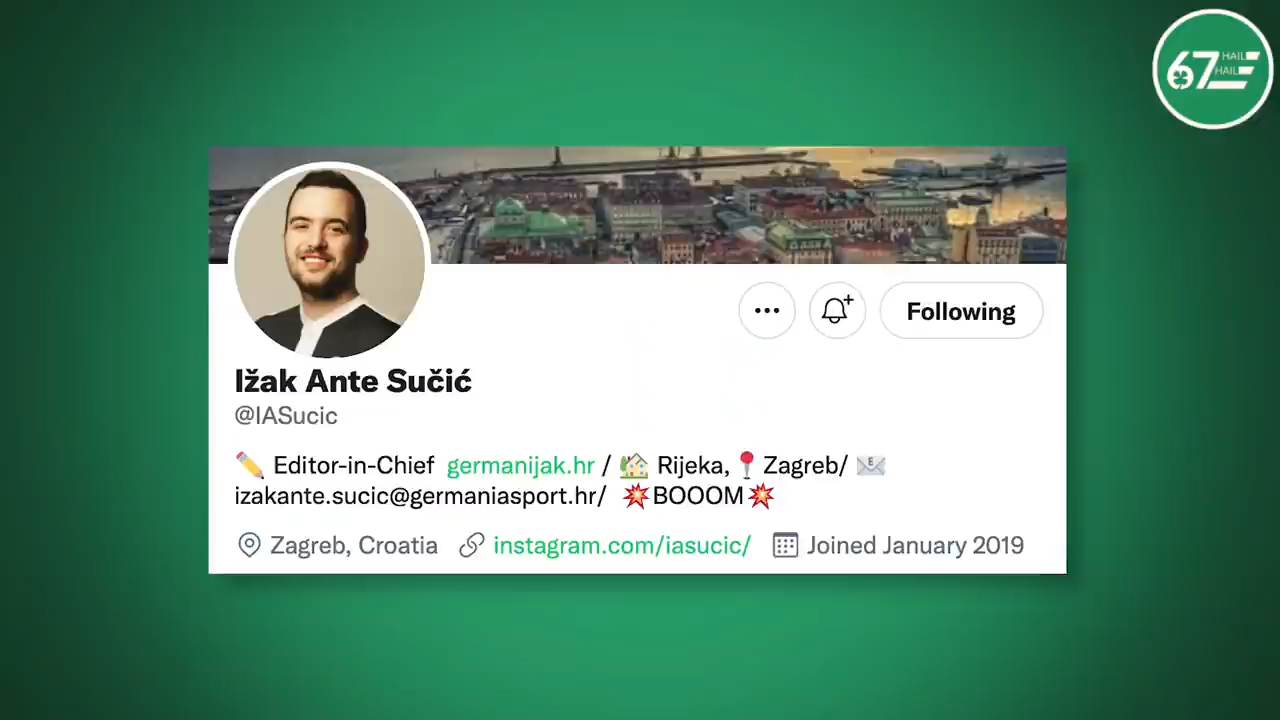 67 HAIL
HAIL
Following
Ižak Ante Sučić
@IASucic
Editor-in-Chief germanijak.hr / Rijeka, Zagreb/
izakante.sucic@germaniasport.hr/ BOOOM
Zagreb, Croatia instagram.com/iasucic/ Joined January 2019